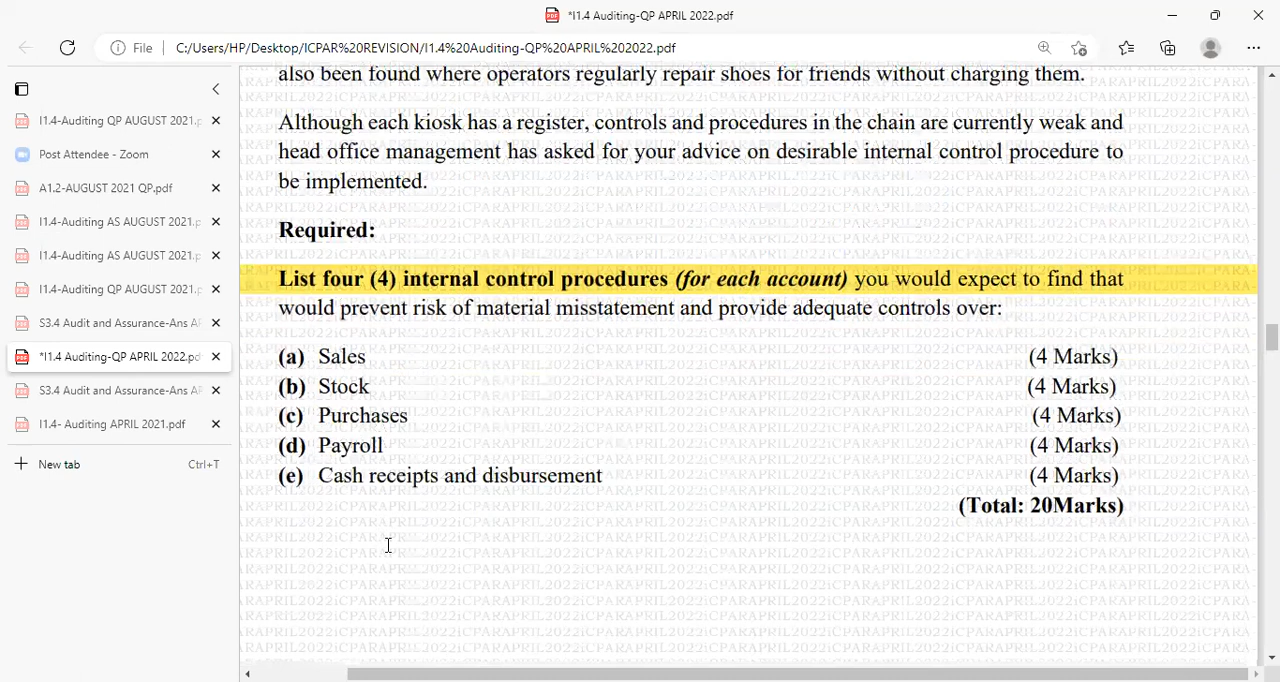 *I1.4 Auditing-QP APRIL 2022.pdf
File
C:/Users/HP/Desktop/ICPAR%20REVISION/I1.4%20Auditing-QP%20APRIL%202022.pdf
I1.4-Auditing QP AUGUST 2021.p
Post Attendee - Zoom
A1.2-AUGUST 2021 QP.pdf
I1.4-Auditing AS AUGUST 2021.p
I1.4-Auditing AS AUGUST 2021.p
I1.4-Auditing QP AUGUST 2021.p
S3.4 Audit and Assurance-Ans AF
*I1.4 Auditing-QP APRIL 2022.pd
S3.4 Audit and Assurance-Ans AF
I1.4- Auditing APRIL 2021.pdf
New tab Ctrl+T
also been found where operators regularly repair shoes for friends without charging them.
Although each kiosk has a register, controls and procedures in the chain are currently weak and
head office management has asked for your advice on desirable internal control procedure to
be implemented.
Required:
List four (4) internal control procedures (for each account) you would expect to find that
would prevent risk of material misstatement and provide adequate controls over:
(a) Sales (4 Marks)
(b) Stock (4 Marks)
(c) Purchases (4 Marks)
(d) Payroll (4 Marks)
(e) Cash receipts and disbursement (4 Marks)
(Total: 20Marks)